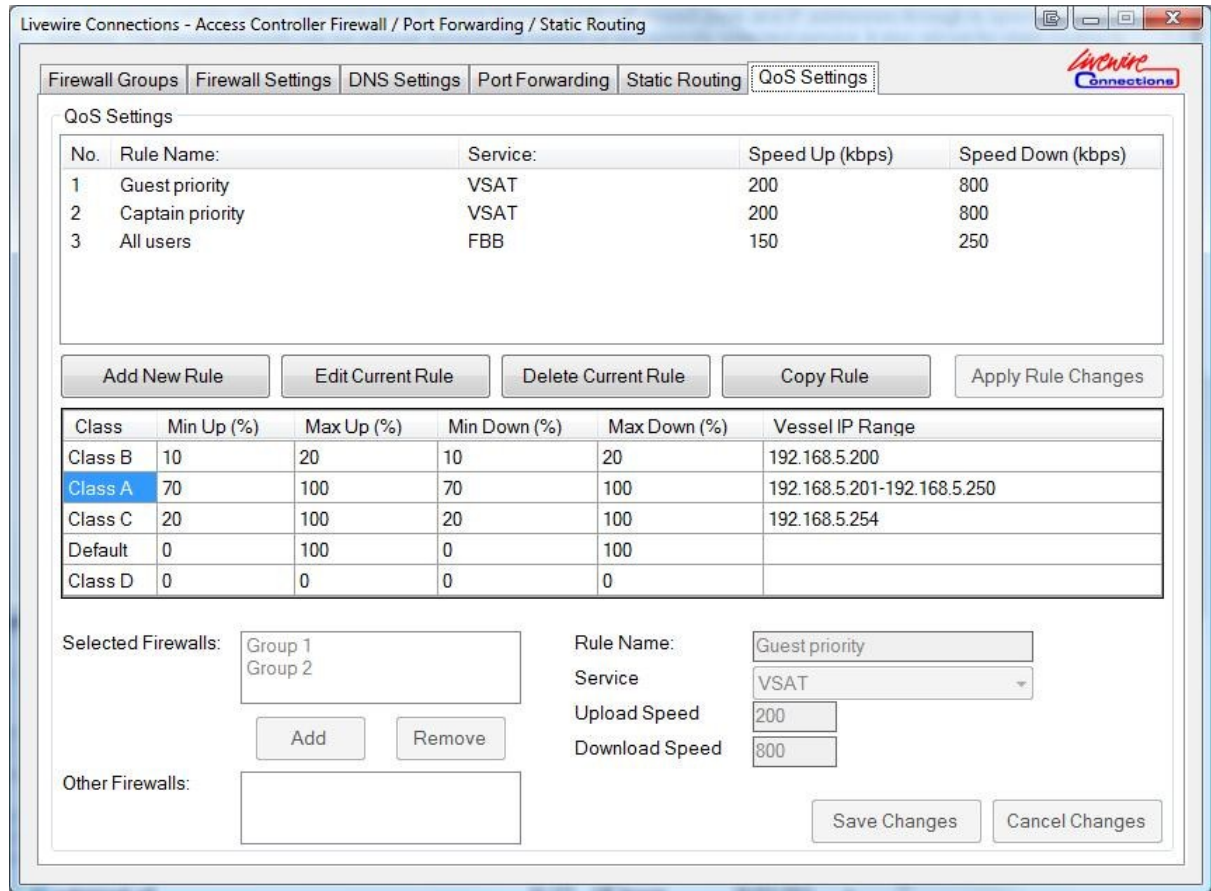 Livewire Connections - Access Controller Firewall / Port Forwarding / Static Routing
Firewall Groups Firewall Settings DNS Settings Port Forwarding Static Routing QoS Settings
Livewire Connections
QoS Settings
No. Rule Name: Service: Speed Up (kbps) Speed Down (kbps)
1 Guest priority VSAT 200 800
2 Captain priority VSAT 200 800
3 All users FBB 150 250
Add New Rule Edit Current Rule Delete Current Rule Copy Rule Apply Rule Changes
Class Min Up (%) Max Up (%) Min Down (%) Max Down (%) Vessel IP Range
Class B 10 20 10 20 192.168.5.200
Class A 70 100 70 100 192.168.5.201-192.168.5.250
Class C 20 100 20 100 192.168.5.254
Default 0 100 0 100
Class D 0 0 0 0
Selected Firewalls: Group 1 Rule Name: Guest priority
Group 2
Service VSAT
Upload Speed 200
Add Remove
Download Speed 800
Other Firewalls:
Save Changes Cancel Changes